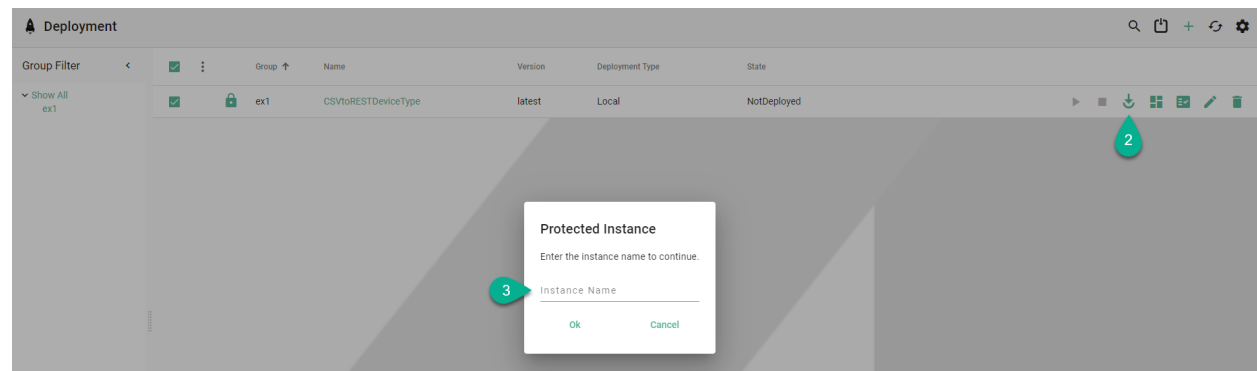 Deployment
Group Filter
Group Name Version Deployment Type State
Show All
ex1
ex1 CSVtoRESTDeviceType latest Local NotDeployed
2
Protected Instance
Enter the instance name to continue.
3 Instance Name
Ok Cancel